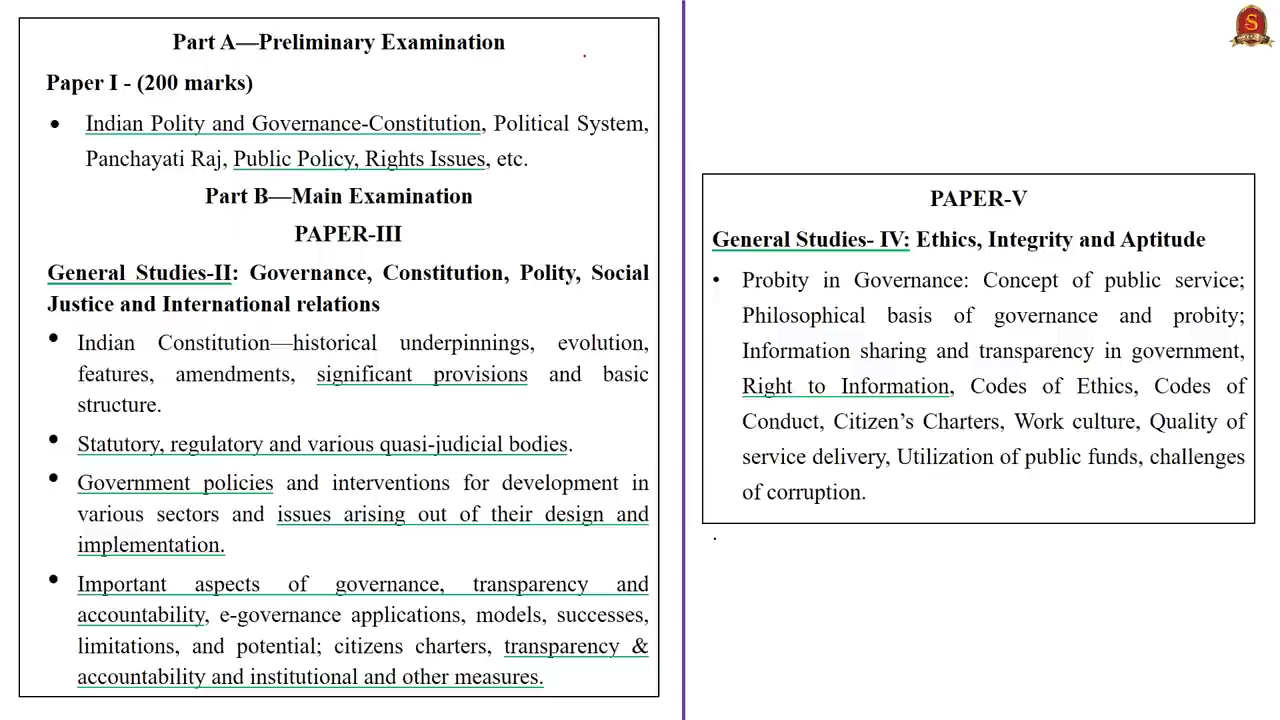 Part A—Preliminary Examination
Paper I - (200 marks)
• Indian Polity and Governance-Constitution, Political System,
Panchayati Raj, Public Policy, Rights Issues, etc.
Part B—Main Examination
PAPER-III
General Studies-II: Governance, Constitution, Polity, Social
Justice and International relations
• Indian Constitution—historical underpinnings, evolution,
features, amendments, significant provisions and basic
structure.
• Statutory, regulatory and various quasi-judicial bodies.
• Government policies and interventions for development in
various sectors and issues arising out of their design and
implementation.
• Important aspects of governance, transparency and
accountability, e-governance applications, models, successes,
limitations, and potential; citizens charters, transparency &
accountability and institutional and other measures.
PAPER-V
General Studies- IV: Ethics, Integrity and Aptitude
• Probity in Governance: Concept of public service;
Philosophical basis of governance and probity;
Information sharing and transparency in government,
Right to Information, Codes of Ethics, Codes of
Conduct, Citizen’s Charters, Work culture, Quality of
service delivery, Utilization of public funds, challenges
of corruption.
.
S